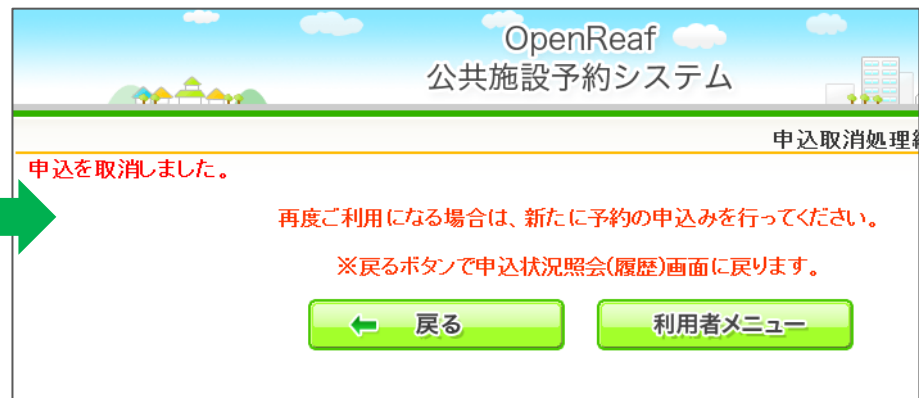 OpenReaf
公共施設予約システム
申込取消処理
申込を取消しました。
再度ご利用になる場合は、新たに予約の申込みを行ってください。
※戻るボタンで申込状況照会(履歴)画面に戻ります。
戻る
利用者メニュー